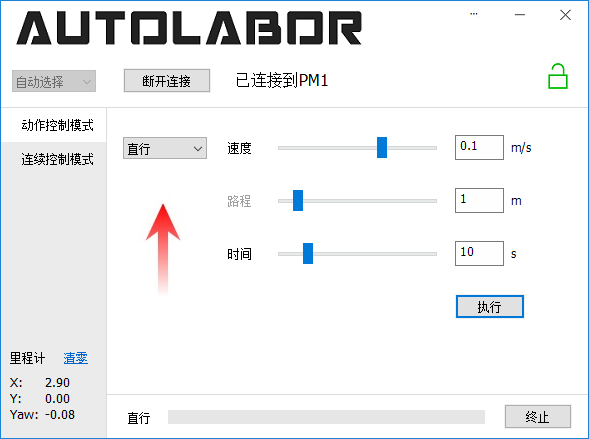 AUTOLABOR
自动选择 断开连接 已连接到PM1
动作控制模式
连续控制模式
直行 速度 0.1 m/s
路程 1 m
时间 10 s
执行
里程计 清零
X: 2.90
Y: 0.00
Yaw: -0.08
直行 终止